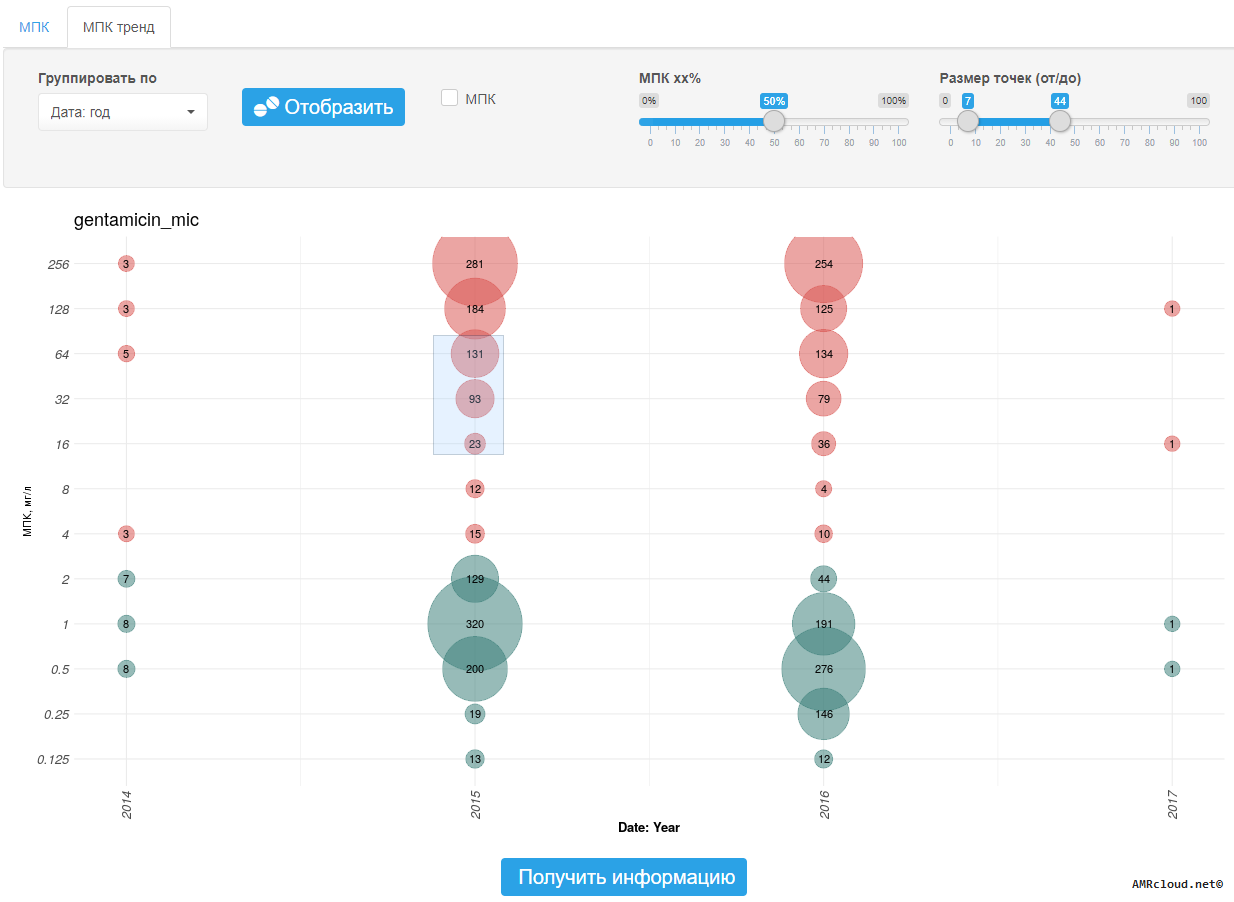 МПК МПК тренд
Группировать по МПК xx% Размер точек (от/до)
Дата: год Отобразить МПК 0% 50% 100% 0 7 44 100
0 10 20 30 40 50 60 70 80 90 100 0 10 20 30 40 50 60 70 80 90 100
gentamicin_mic
256 3 281 254
128 3 184 125 1
64 5 131 134
32 93 79
16 23 36 1
8 12 4
МПК, мг/л
4 3 15 10
2 7 129 44
1 8 320 191 1
0.5 8 200 276 1
0.25 19 146
0.125 13 12
2014 2015 2016 2017
Date: Year
Получить информацию
AMRcloud.net©